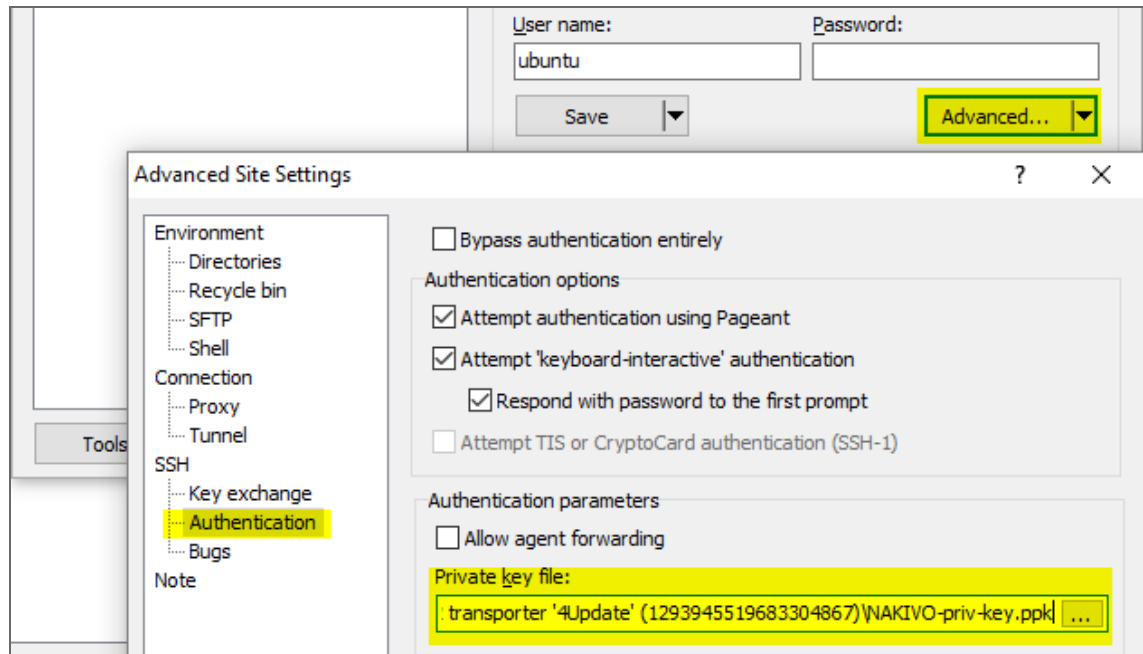 User name: Password:
ubuntu
Save Advanced...
Advanced Site Settings ? ×
Environment
Directories
Recycle bin
SFTP
Shell
Connection
Proxy
Tunnel
SSH
Key exchange
Authentication
Bugs
Note
Bypass authentication entirely
Authentication options
Attempt authentication using Pageant
Attempt 'keyboard-interactive' authentication
Respond with password to the first prompt
Attempt TIS or CryptoCard authentication (SSH-1)
Authentication parameters
Allow agent forwarding
Private key file:
transporter '4Update' (1293945519683304867)\NAKIVO-priv-key.ppk ...
Tools